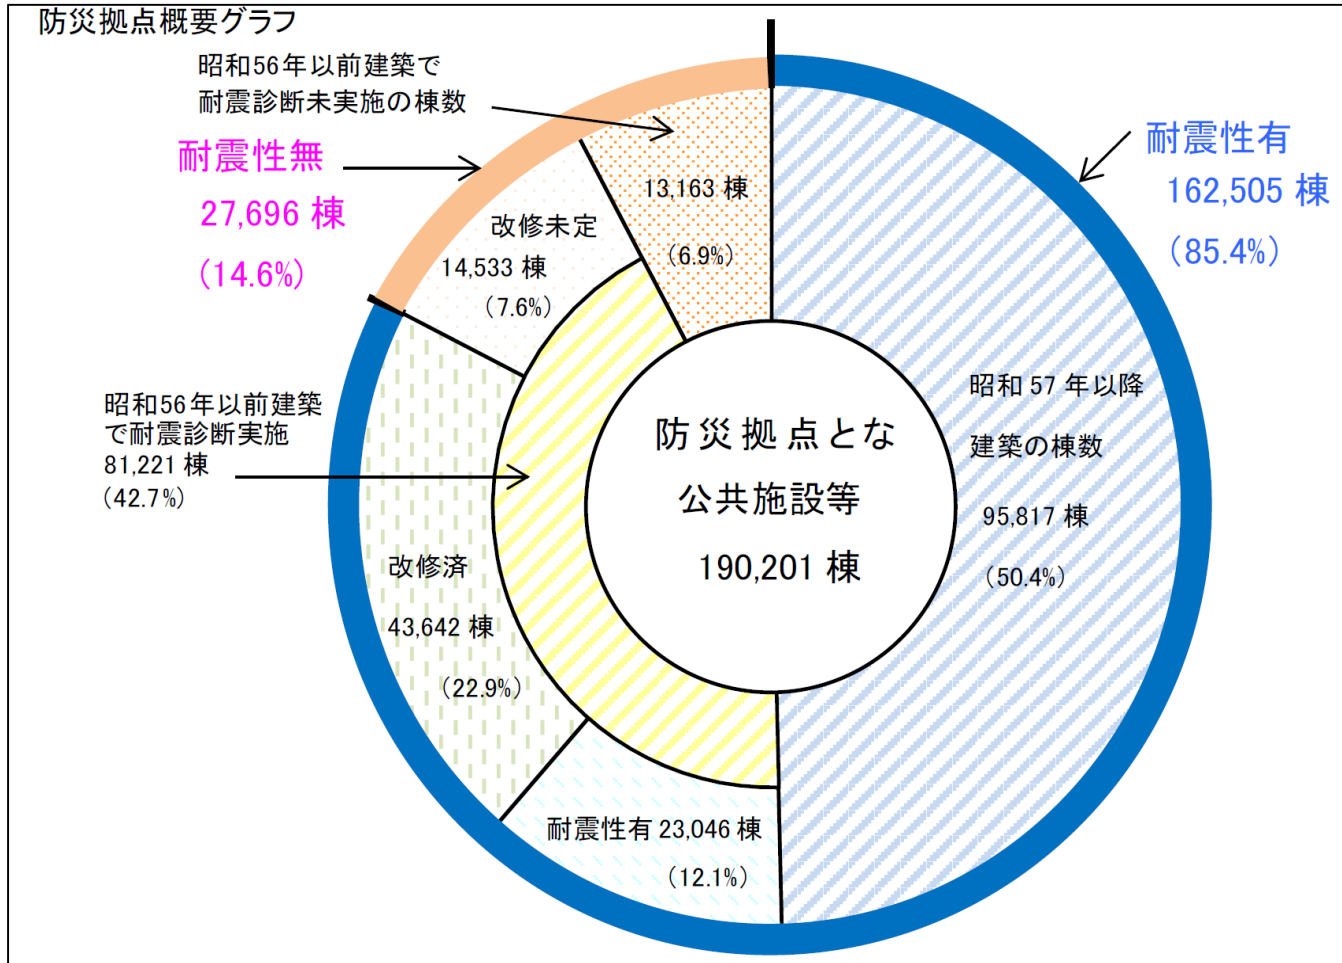 防災拠点概要グラフ
昭和56年以前建築で
耐震診断未実施の棟数
耐震性無
27,696 棟
(14.6%)
耐震性有
162,505 棟
(85.4%)
13,163 棟
(6.9%)
改修未定
14,533 棟
(7.6%)
昭和56年以前建築
で耐震診断実施
81,221 棟
(42.7%)
防災拠点とな
公共施設等
190,201 棟
昭和 57 年以降
建築の棟数
95,817 棟
(50.4%)
改修済
43,642 棟
(22.9%)
耐震性有 23,046 棟
(12.1%)